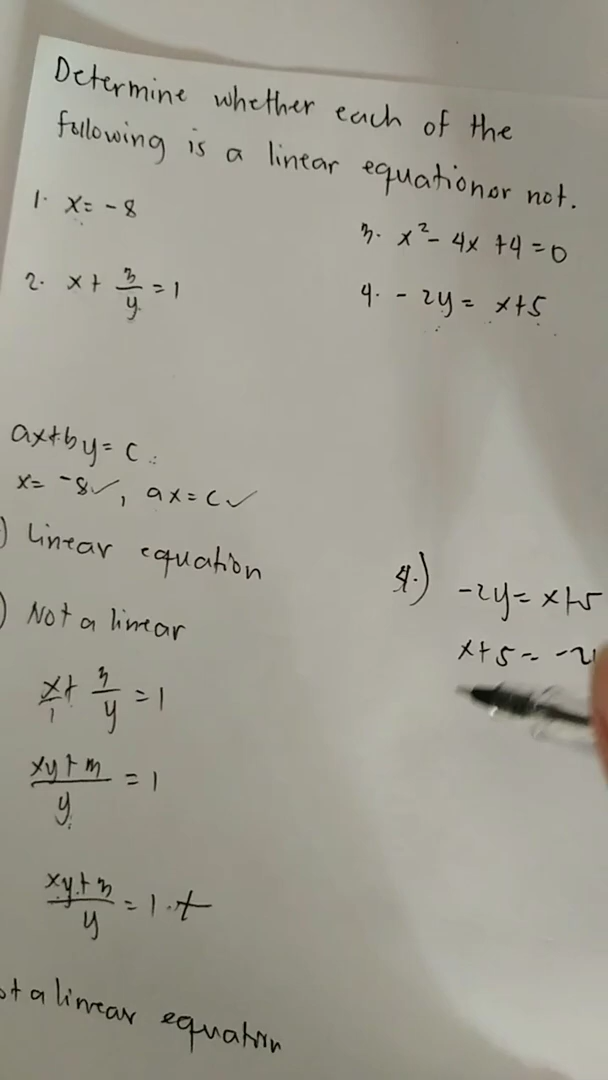 Determine whether each of the
following is a linear equation or not.
1. x = -8
2. x + 3/y = 1
3. x² - 4x + 4 = 0
4. - 2y = x+5
ax+by = c
x = -8 ✓, ax = c ✓
) linear equation
) Not a linear
x/1 + 3/y = 1
xy+3/y = 1
xy+3/y = 1
a linear equation
4.) -2y = x+5
x+5 = -2